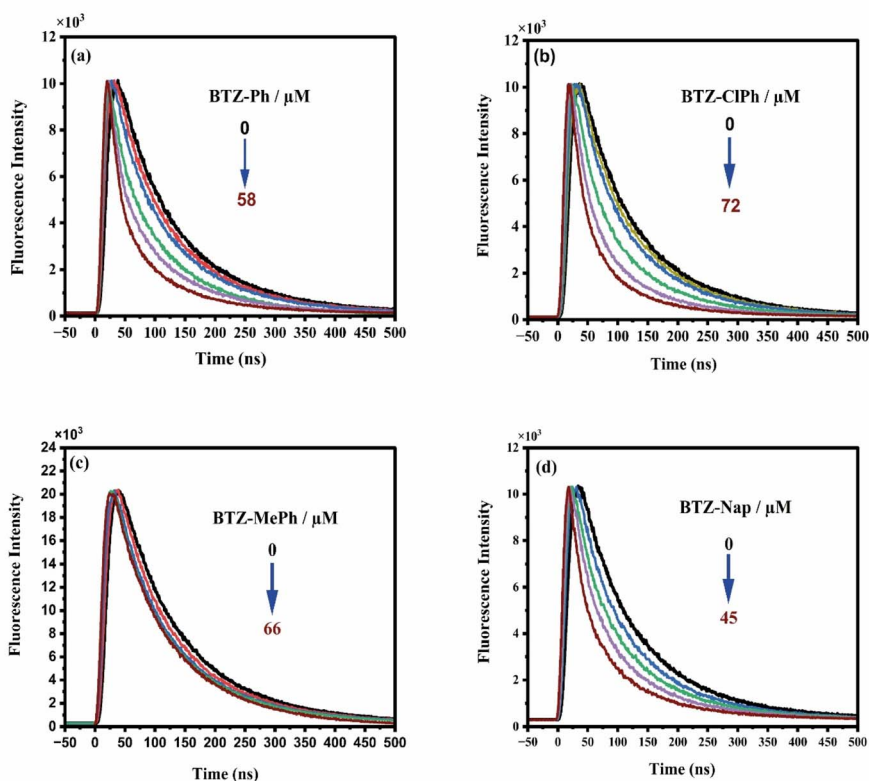 ×10³
12
(a)
10
BTZ-Ph / μM
8
0
6
58
4
2
0
−50 0 50 100 150 200 250 300 350 400 450 500
Time (ns)
Fluorescence Intensity
×10³
12
(b)
10
BTZ-ClPh / μM
8
0
6
72
4
2
0
−50 0 50 100 150 200 250 300 350 400 450 500
Time (ns)
Fluorescence Intensity
×10³
24
(c)
22
20
18
BTZ-MePh / μM
16
0
14
12
10
66
8
6
4
2
0
−50 0 50 100 150 200 250 300 350 400 450 500
Time (ns)
Fluorescence Intensity
×10³
12
(d)
10
BTZ-Nap / μM
8
0
6
45
4
2
0
−50 0 50 100 150 200 250 300 350 400 450 500
Time (ns)
Fluorescence Intensity